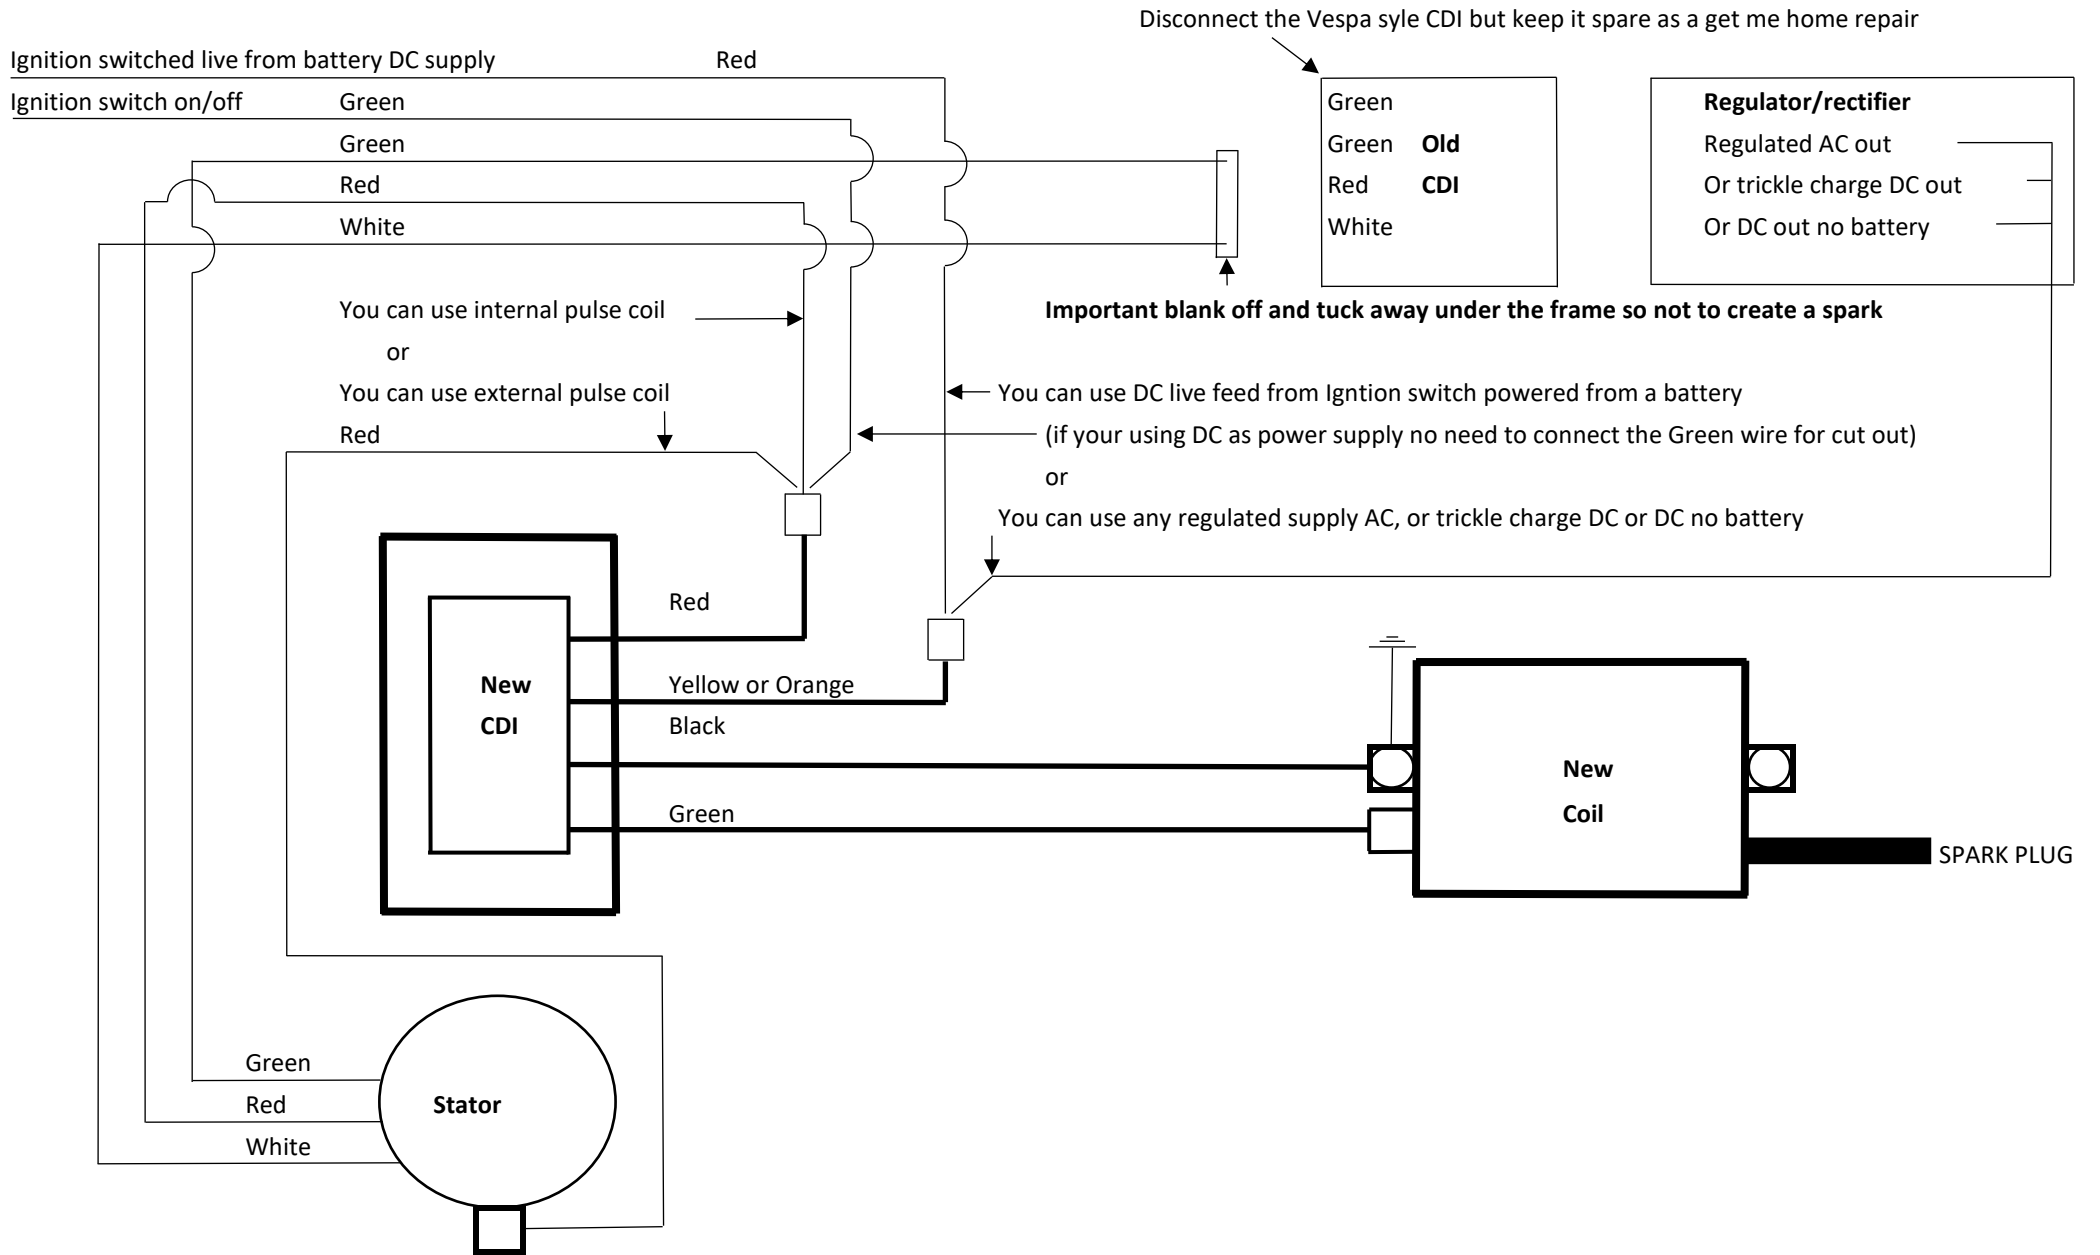 Disconnect the Vespa syle CDI but keep it spare as a get me home repair
Ignition switched live from battery DC supply Red
Ignition switch on/off Green
Green
Red
White
Green
Green Old
Red CDI
White
Regulator/rectifier
Regulated AC out
Or trickle charge DC out
Or DC out no battery
You can use internal pulse coil
or
You can use external pulse coil
Red
Important blank off and tuck away under the frame so not to create a spark
You can use DC live feed from Igntion switch powered from a battery
(if your using DC as power supply no need to connect the Green wire for cut out)
or
You can use any regulated supply AC, or trickle charge DC or DC no battery
Red
New
CDI
Yellow or Orange
Black
Green
New
Coil
SPARK PLUG
Green
Red
White
Stator